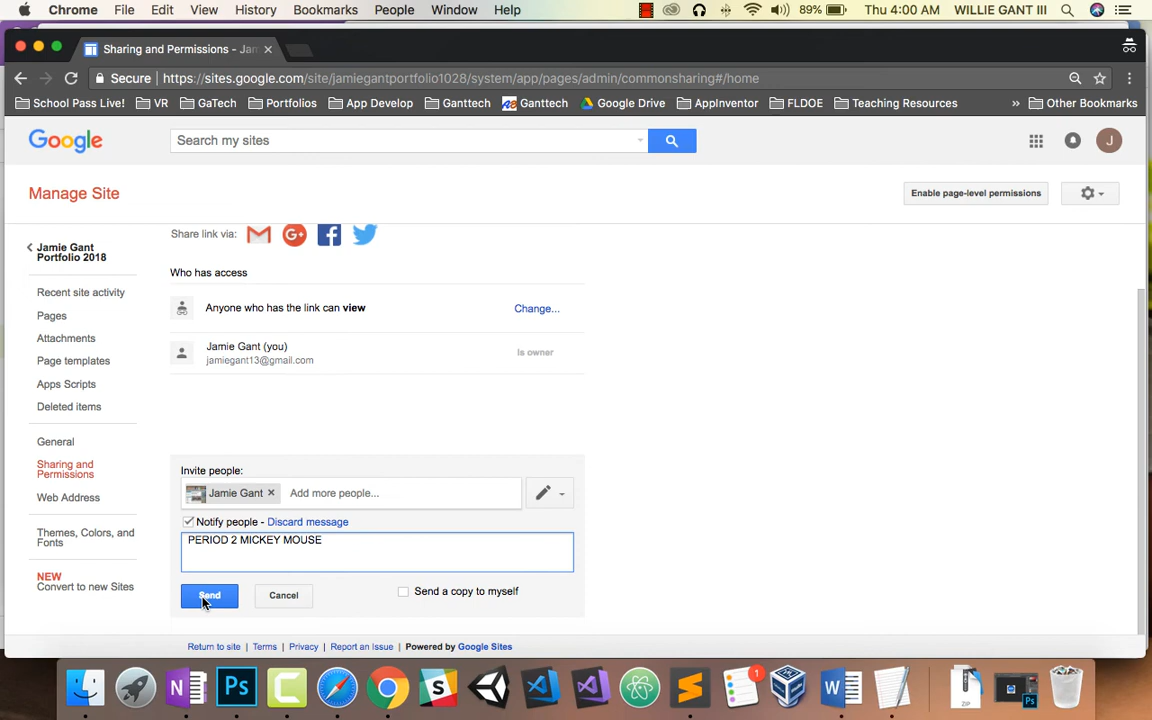 Chrome File Edit View History Bookmarks People Window Help 89% Thu 4:00 AM WILLIE GANT III
Sharing and Permissions - Jam
Secure https://sites.google.com/site/jamiegantportfolio1028/system/app/pages/admin/commonsharing#/home
School Pass Live! VR GaTech Portfolios App Develop Ganttech Ganttech Google Drive AppInventor FLDOE Teaching Resources » Other Bookmarks
Google Search my sites J
Manage Site Enable page-level permissions
Jamie Gant
Portfolio 2018
Recent site activity
Pages
Attachments
Page templates
Apps Scripts
Deleted items
General
Sharing and
Permissions
Web Address
Themes, Colors, and
Fonts
NEW
Convert to new Sites
Share link via:
Who has access
Anyone who has the link can view Change...
Jamie Gant (you)
jamiegant13@gmail.com Is owner
Invite people:
Jamie Gant × Add more people...
Notify people - Discard message
PERIOD 2 MICKEY MOUSE
Send Cancel Send a copy to myself
Return to site Terms Privacy Report an Issue Powered by Google Sites
N Ps C S 1 W ZIP Ps